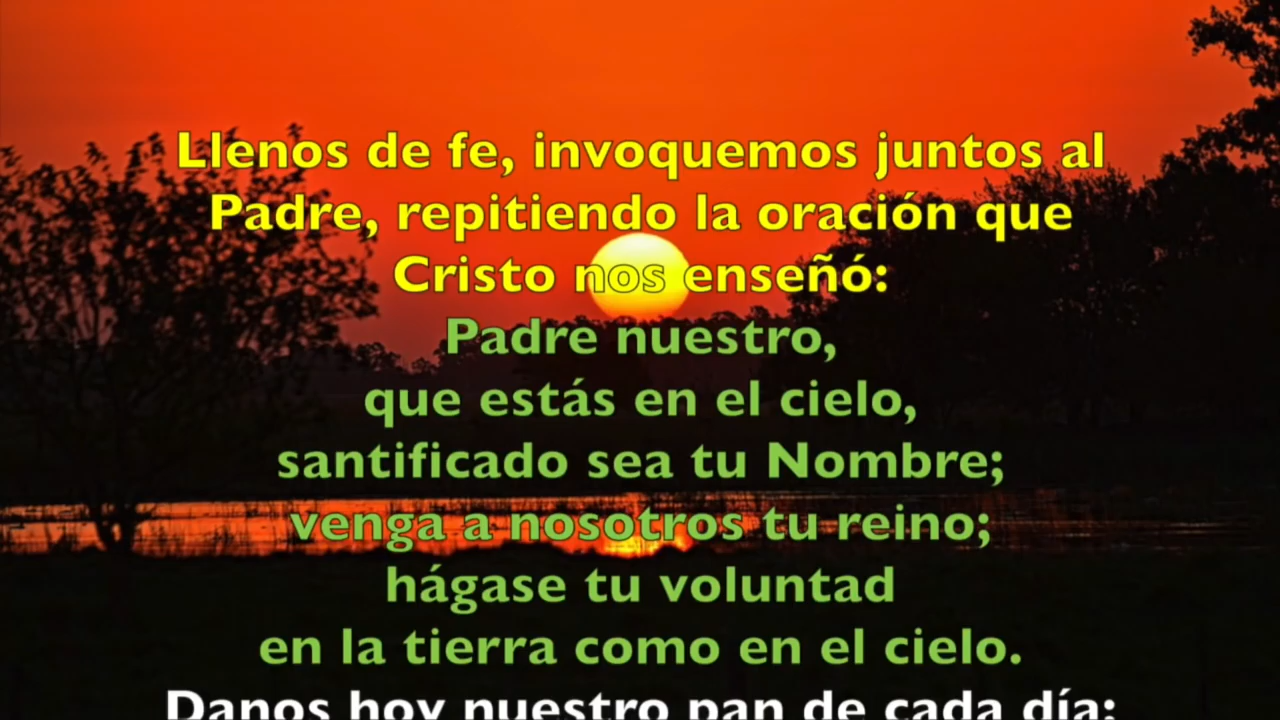 Llenos de fe, invoquemos juntos al
Padre, repitiendo la oración que
Cristo nos enseñó:
Padre nuestro,
que estás en el cielo,
santificado sea tu Nombre;
venga a nosotros tu reino;
hágase tu voluntad
en la tierra como en el cielo.
Danos hoy nuestro pan de cada día;